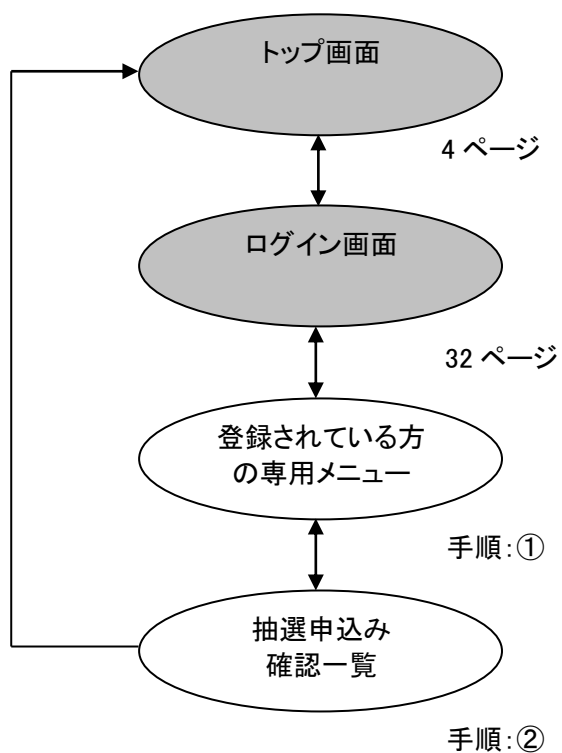 トップ画面
4 ページ
ログイン画面
32 ページ
登録されている方
の専用メニュー
手順:①
抽選申込み
確認一覧
手順:②